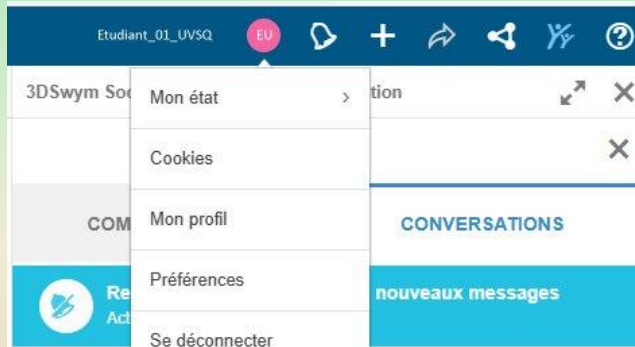 Etudiant_01_UVSQ EU
3DSwym Soc tion
Mon état
Cookies
COM Mon profil CONVERSATIONS
Préférences
Re nouveaux messages
Act
Se déconnecter